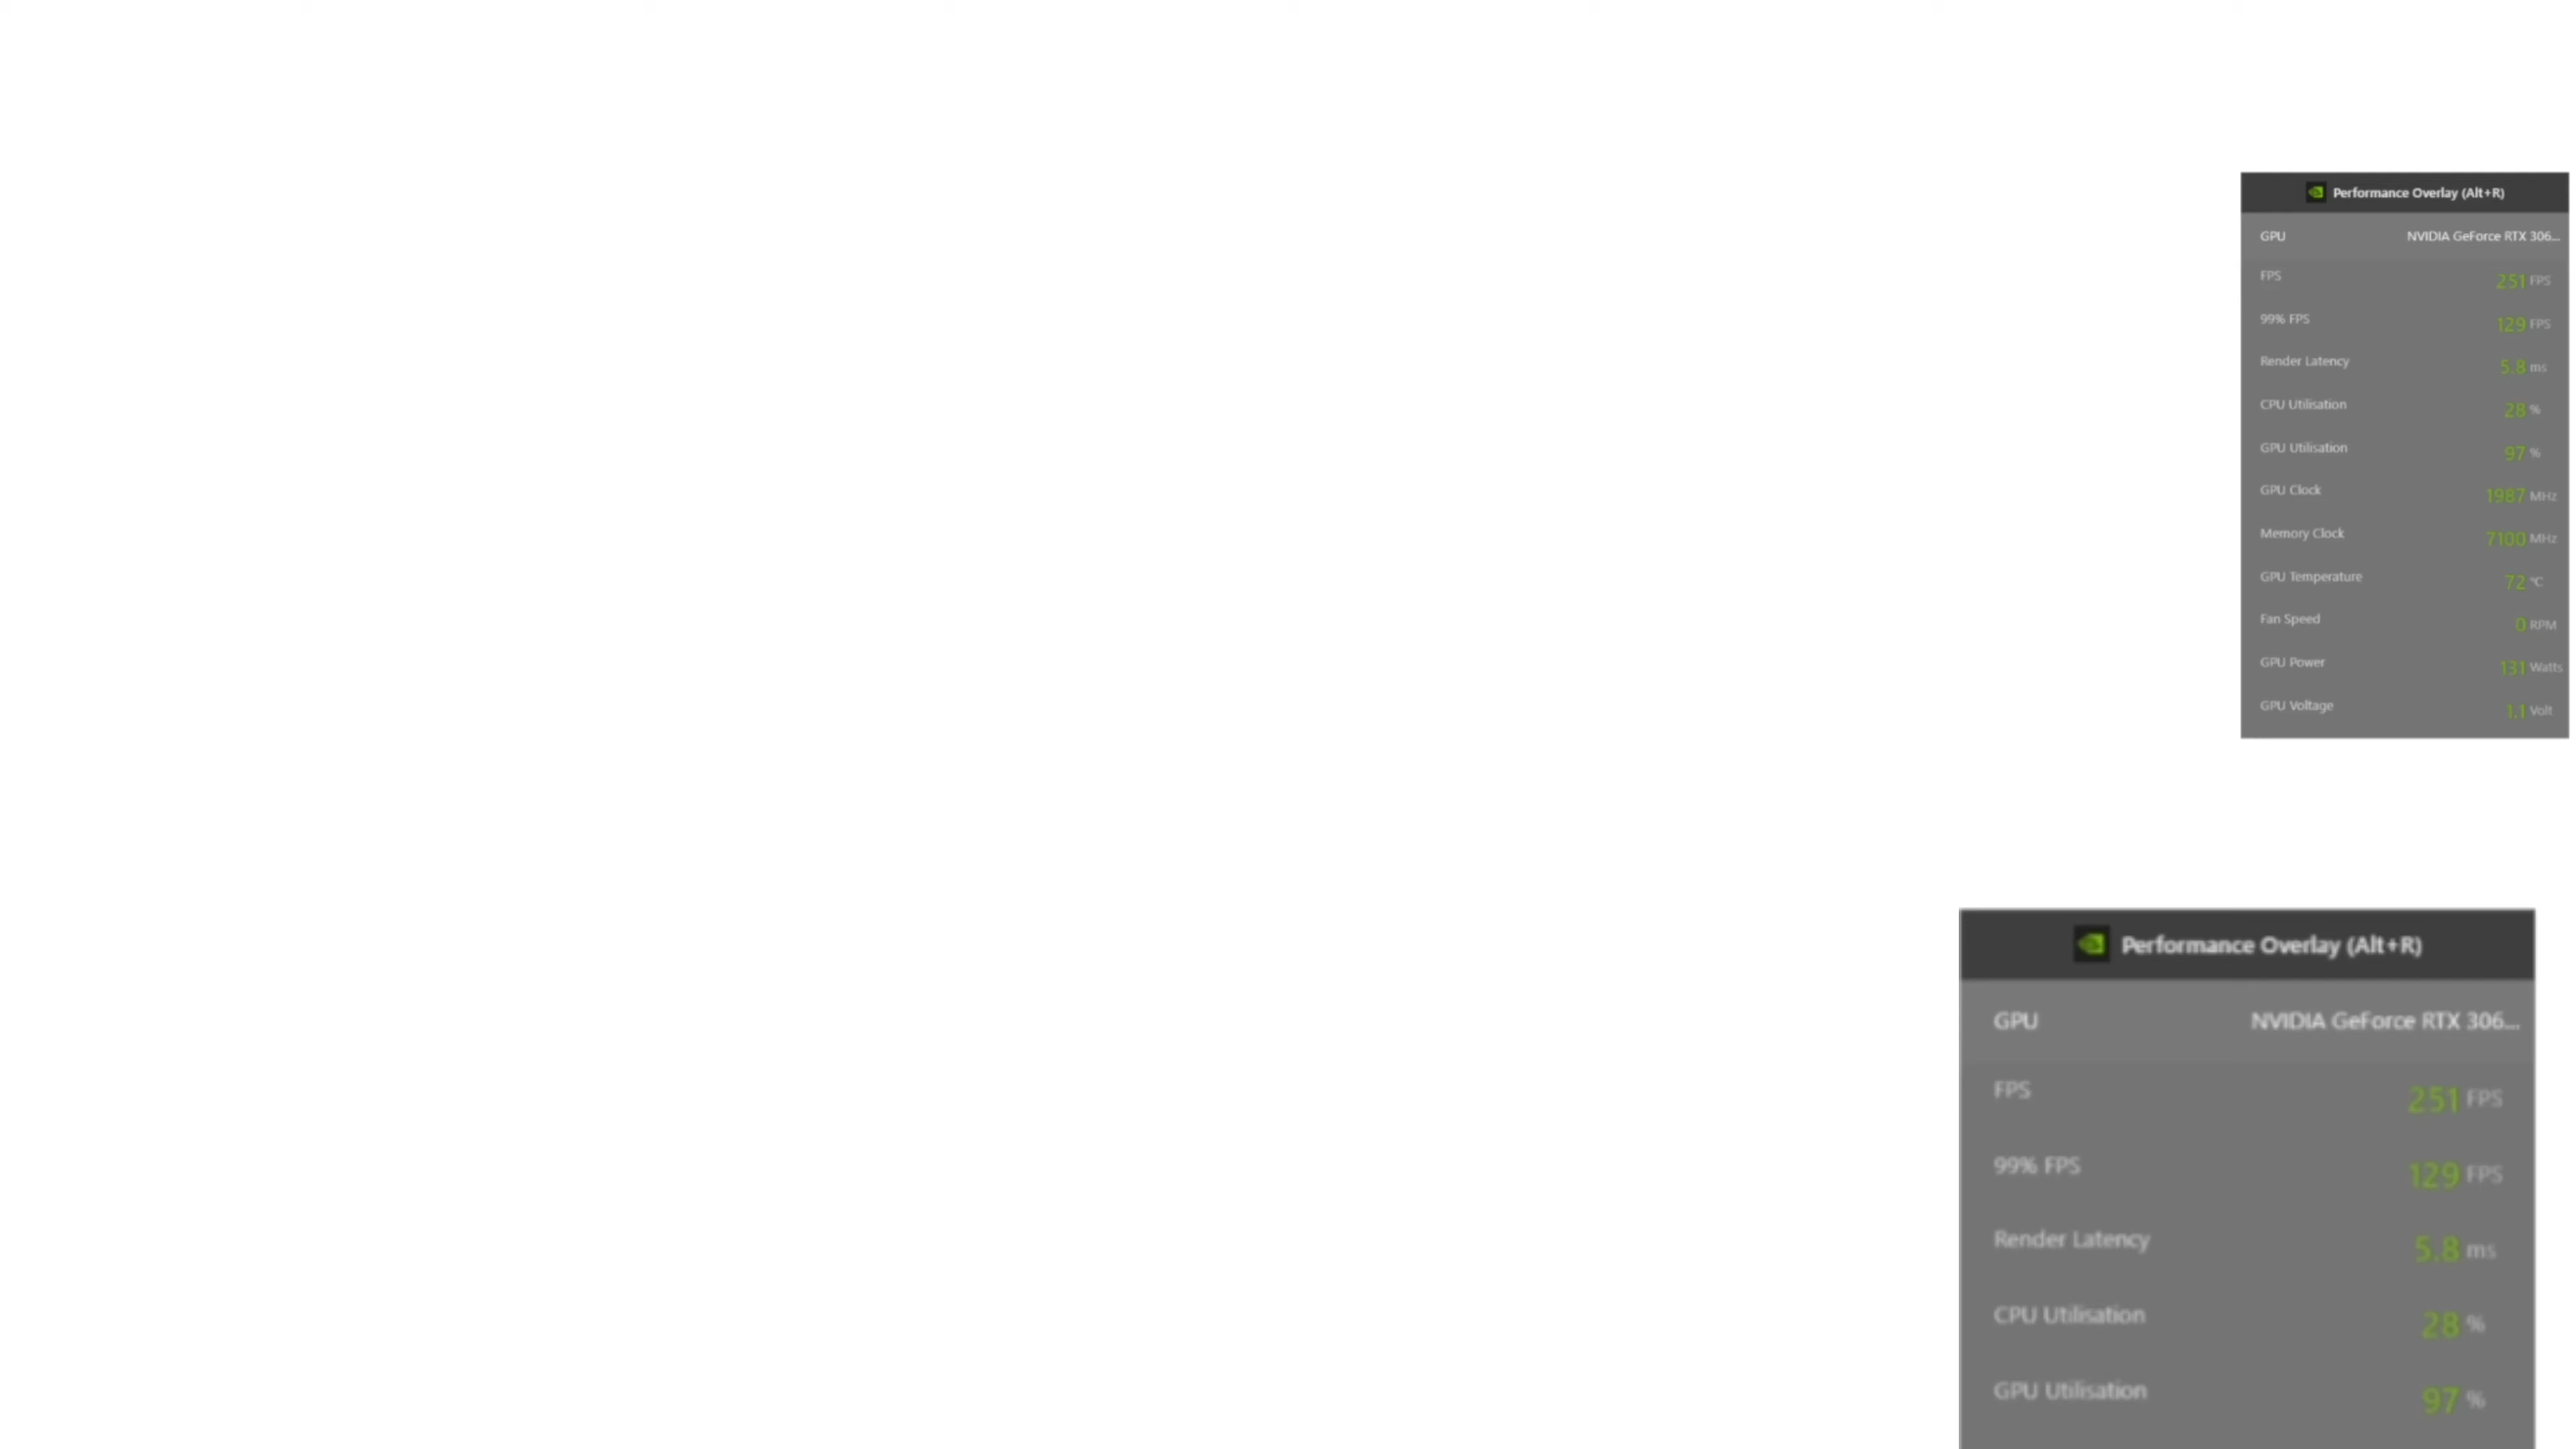 Performance Overlay (Alt+R)
GPU NVIDIA GeForce RTX 306...
FPS 251 FPS
99% FPS 129 FPS
Render Latency 5.8 ms
CPU Utilisation 28 %
GPU Utilisation 97 %
GPU Clock 1987 MHz
Memory Clock 7100 MHz
GPU Temperature 72 °C
Fan Speed 0 RPM
GPU Power 131 Watts
GPU Voltage 1.1 Volt
Performance Overlay (Alt+R)
GPU NVIDIA GeForce RTX 306...
FPS 251 FPS
99% FPS 129 FPS
Render Latency 5.8 ms
CPU Utilisation 28 %
GPU Utilisation 97 %